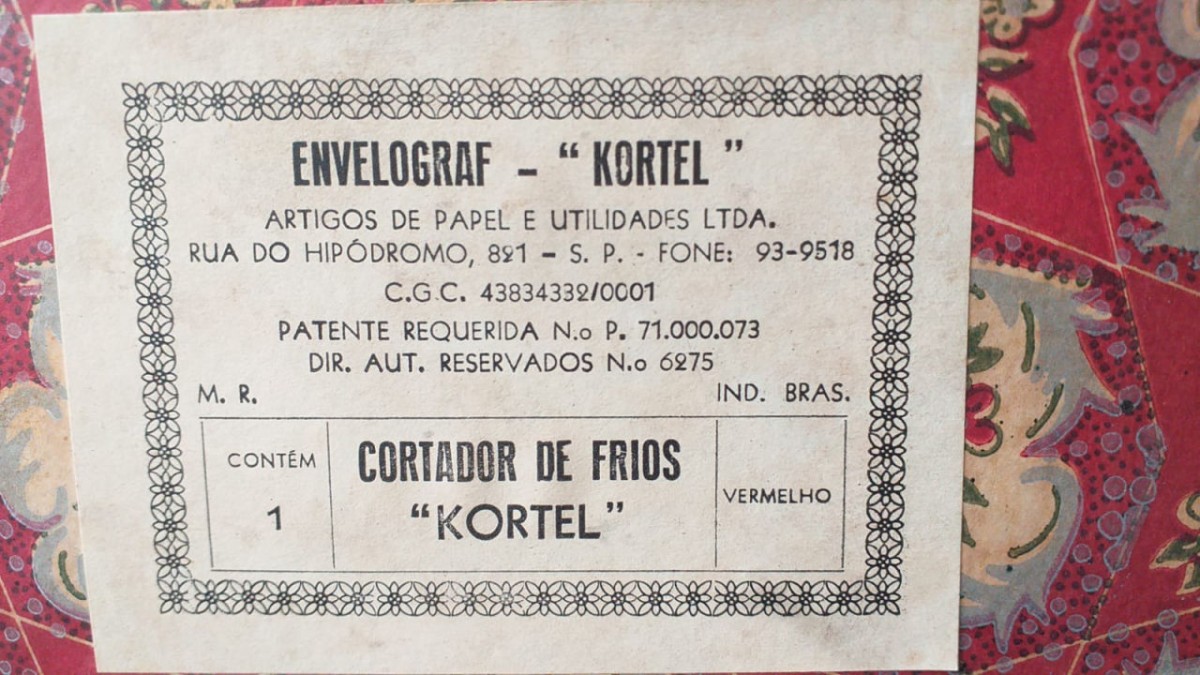 ENVELOGRAF - “ KORTEL ”
ARTIGOS DE PAPEL E UTILIDADES LTDA.
RUA DO HIPÓDROMO, 821 - S. P. - FONE: 93-9518
C.G.C. 43834332/0001
PATENTE REQUERIDA N.o P. 71.000.073
DIR. AUT. RESERVADOS N.o 6275
M. R. IND. BRAS.
CONTÉM
1
CORTADOR DE FRIOS
“KORTEL”
VERMELHO